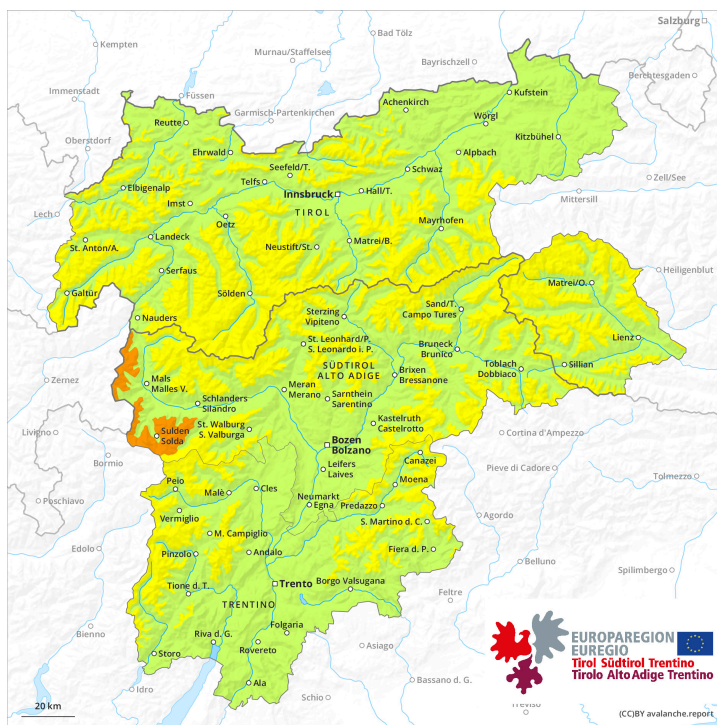 Salzburg
Bad Tölz
Kempten
Murnau/Staffelsee
Bayrischzell
Berchtesgaden
Immenstadt
Füssen
Kufstein
Achenkirch
Garmisch-Partenkirchen
Wörgl
Reutte
Oberstdorf
Kitzbühel
Ehrwald
Alpbach
Seefeld/T.
Schwaz
Zell/See
Telfs
Elbigenalp
Innsbruck
Hall/T.
Mittersill
Imst
Lech
TIROL
Oetz
Mayrhofen
Landeck
St. Anton/A.
Neustift/St.
Matrei/B.
Serfaus
Heiligenblut
Matrei/O.
Galtür
Sölden
Sand/T.
Campo Tures
Nauders
Sterzing
Vipiteno
Lienz
St. Leonhard/P.
S. Leonardo i. P.
Bruneck
Brunico
Toblach
Dobbiaco
Sillian
SÜDTIROL
ALTO ADIGE
Brixen
Bressanone
Zernez
Mals
Malles V.
Meran
Merano
Schlanders
Silandro
Sarnthein
Sarentino
St. Walburg
S. Valburga
Kastelruth
Castelrotto
Sulden
Solda
Livigno
Cortina d'Ampezzo
Bozen
Bolzano
Bormio
Canazei
Pieve di Cadore
Leifers
Laives
Tolmezzo
Peio
Malè
Cles
Moena
Poschiavo
Neumarkt
Egna
Predazzo
Vermiglio
Agordo
S. Martino d. C.
M. Campiglio
Edolo
Pinzolo
Andalo
Fiera d. P.
Belluno
Spilimbergo
Trento
Tione d. T.
Borgo Valsugana
Feltre
TRENTINO
Folgaria
Bienno
Riva d. G.
Rovereto
Asiago
Storo
Bassano d. G.
Ala
Idro
Schio
Treviso
EUROPAREGION
EUREGIO
Tirol Südtirol Trentino
Tirolo Alto Adige Trentino
20 km
(CC)BY avalanche.report